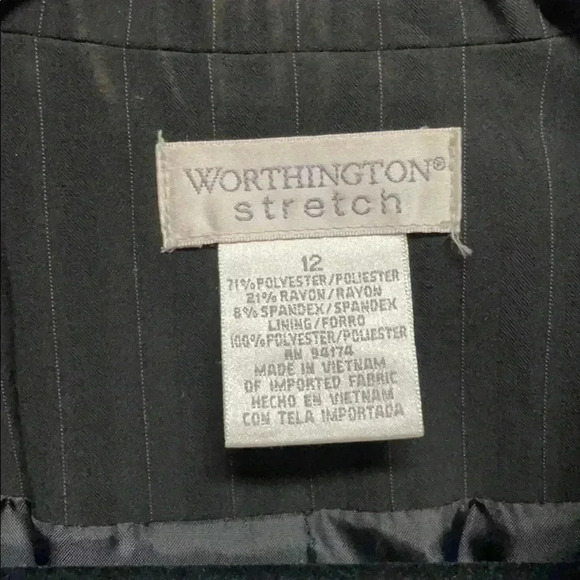 WORTHINGTON®
stretch
12
71% POLYESTER/POLIESTER
21% RAYON/RAYON
8% SPANDEX/SPANDEX
LINING/FORRO
100% POLYESTER/POLIESTER
RN 94174
MADE IN VIETNAM
OF IMPORTED FABRIC
HECHO EN VIETNAM
CON TELA IMPORTADA